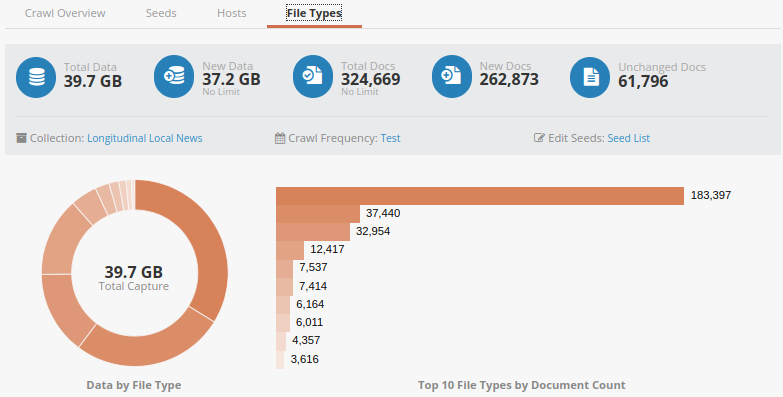 Crawl Overview Seeds Hosts File Types
Total Data
39.7 GB
New Data
37.2 GB
No Limit
Total Docs
324,669
No Limit
New Docs
262,873
Unchanged Docs
61,796
Collection: Longitudinal Local News
Crawl Frequency: Test
Edit Seeds: Seed List
39.7 GB
Total Capture
Data by File Type
183,397
37,440
32,954
12,417
7,537
7,414
6,164
6,011
4,357
3,616
Top 10 File Types by Document Count